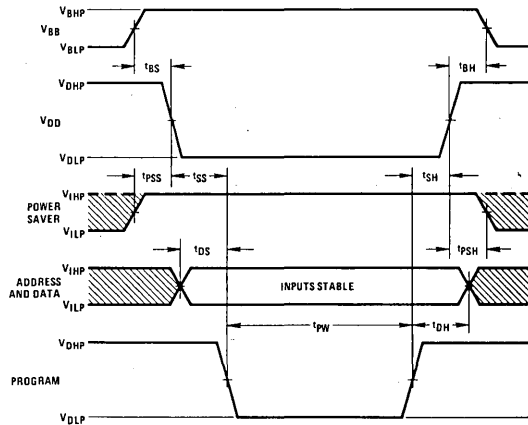 VBHP
VBB
VBLP
tBS
tBH
VDHP
VDD
VDLP
tPSS
tSS
tSH
VIHP
POWER
SAVER
VILP
tDS
tPSH
VIHP
ADDRESS
AND DATA
INPUTS STABLE
VILP
tPW
tDH
VDHP
PROGRAM
VDLP